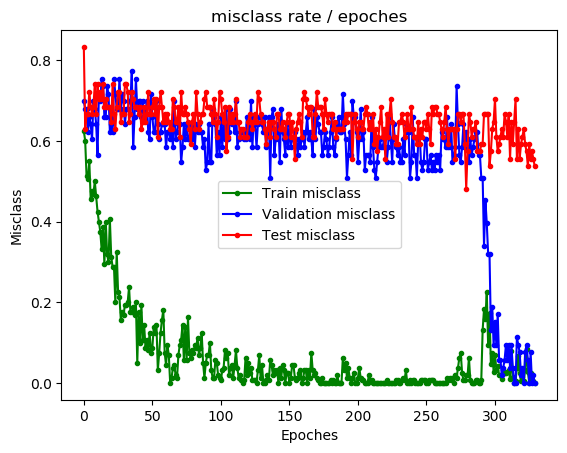 misclass rate / epoches
0.8
0.6
0.4
0.2
0.0
Misclass
Train misclass
Validation misclass
Test misclass
0 50 100 150 200 250 300
Epoches